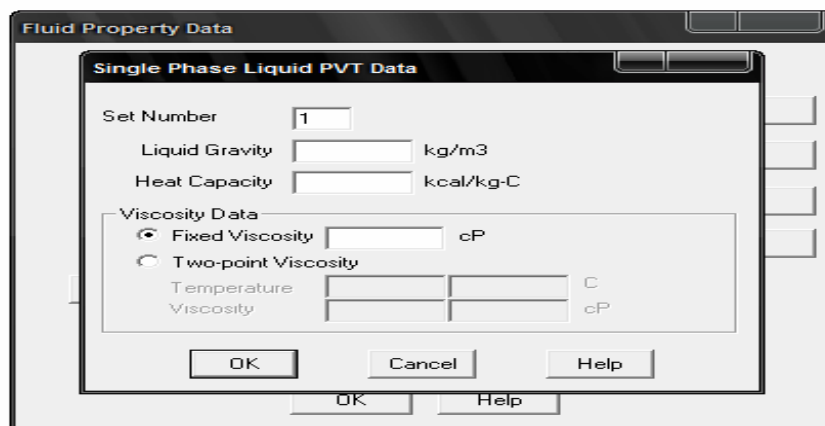 Fluid Property Data
Single Phase Liquid PVT Data
Set Number 1
Liquid Gravity kg/m3
Heat Capacity kcal/kg-C
Viscosity Data
Fixed Viscosity cP
Two-point Viscosity
Temperature C
Viscosity cP
OK Cancel Help
OK Help